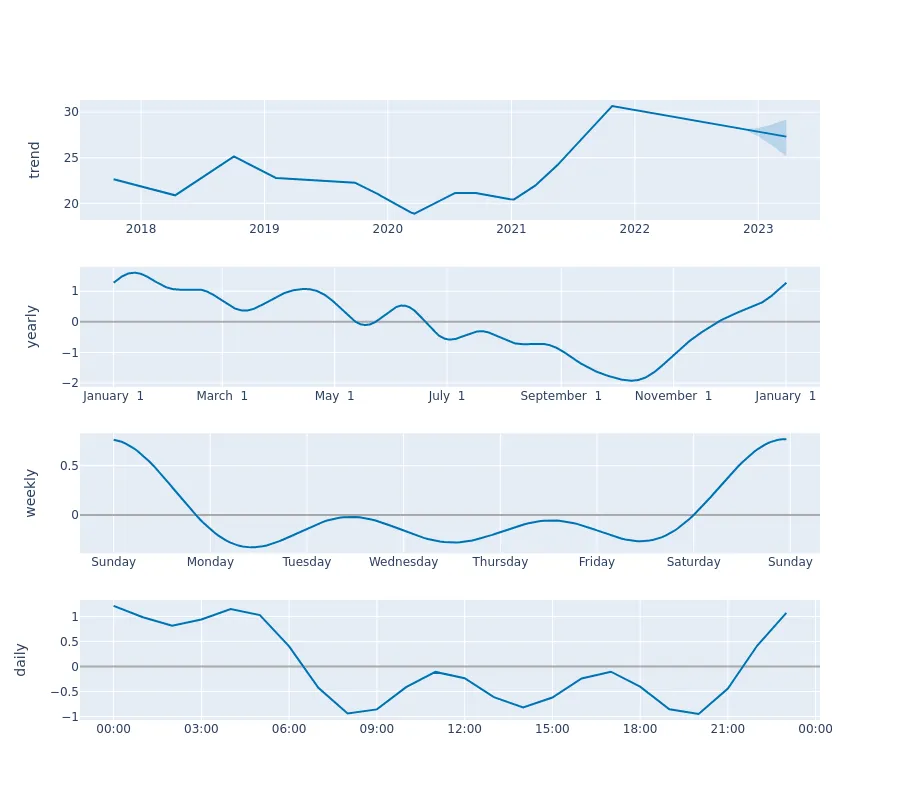 trend
30
25
20
2018 2019 2020 2021 2022 2023
yearly
1
0
−1
−2
January 1 March 1 May 1 July 1 September 1 November 1 January 1
weekly
0.5
0
Sunday Monday Tuesday Wednesday Thursday Friday Saturday Sunday
daily
1
0.5
0
−0.5
−1
00:00 03:00 06:00 09:00 12:00 15:00 18:00 21:00 00:00